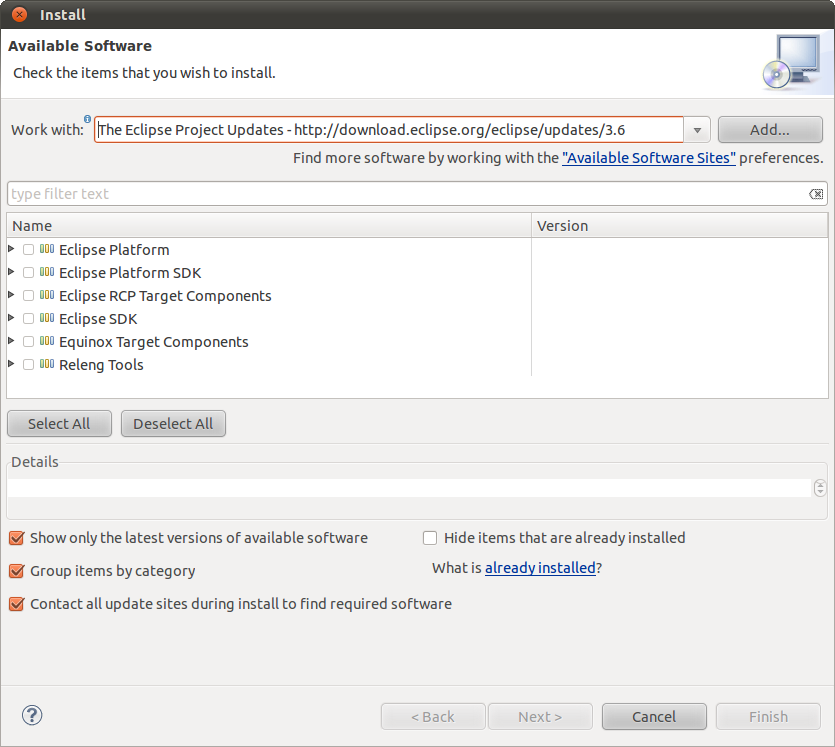 Install
Available Software
Check the items that you wish to install.
Work with: The Eclipse Project Updates - http://download.eclipse.org/eclipse/updates/3.6 Add...
Find more software by working with the "Available Software Sites" preferences.
type filter text
Name Version
Eclipse Platform
Eclipse Platform SDK
Eclipse RCP Target Components
Eclipse SDK
Equinox Target Components
Releng Tools
Select All Deselect All
Details
Show only the latest versions of available software Hide items that are already installed
Group items by category What is already installed?
Contact all update sites during install to find required software
? < Back Next > Cancel Finish